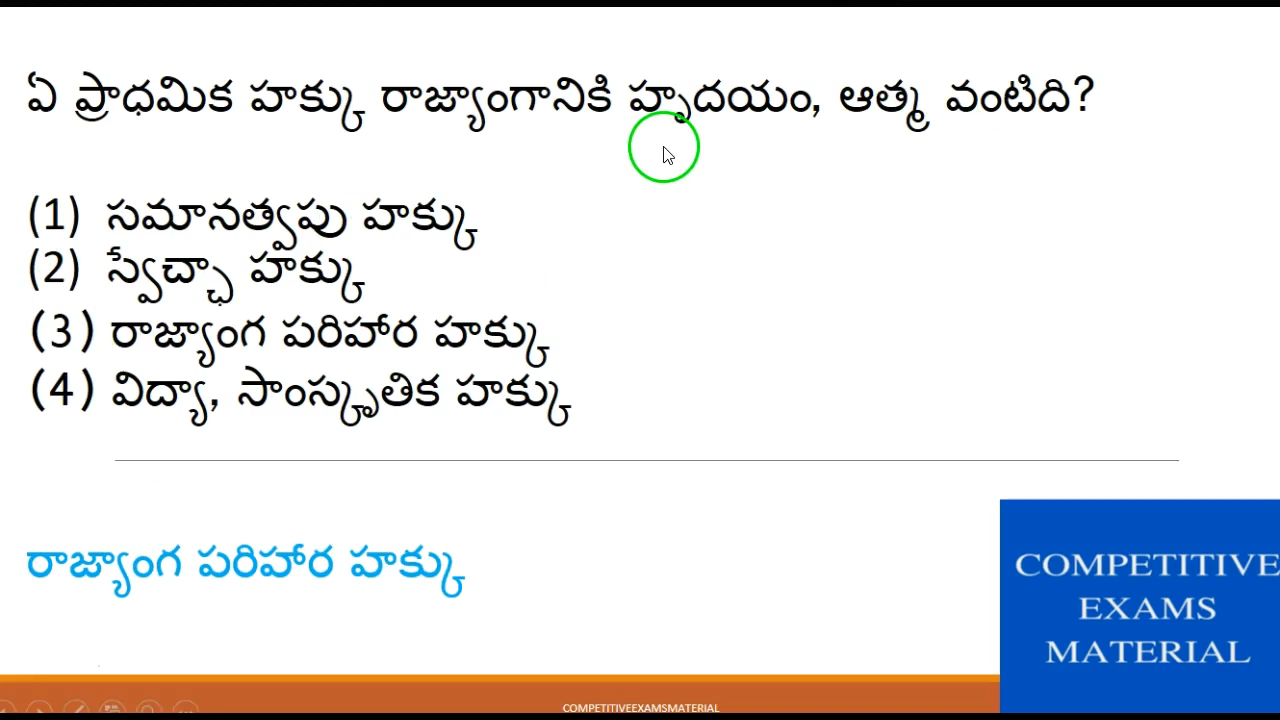 ఏ ప్రాధమిక హక్కు రాజ్యాంగానికి హృదయం, ఆత్మ వంటిది?
(1) సమానత్వపు హక్కు
(2) స్వేచ్ఛా హక్కు
(3) రాజ్యాంగ పరిహార హక్కు
(4) విద్యా, సాంస్కృతిక హక్కు
రాజ్యాంగ పరిహార హక్కు
COMPETITIVE
EXAMS
MATERIAL
COMPETITIVEEXAMSMATERIAL